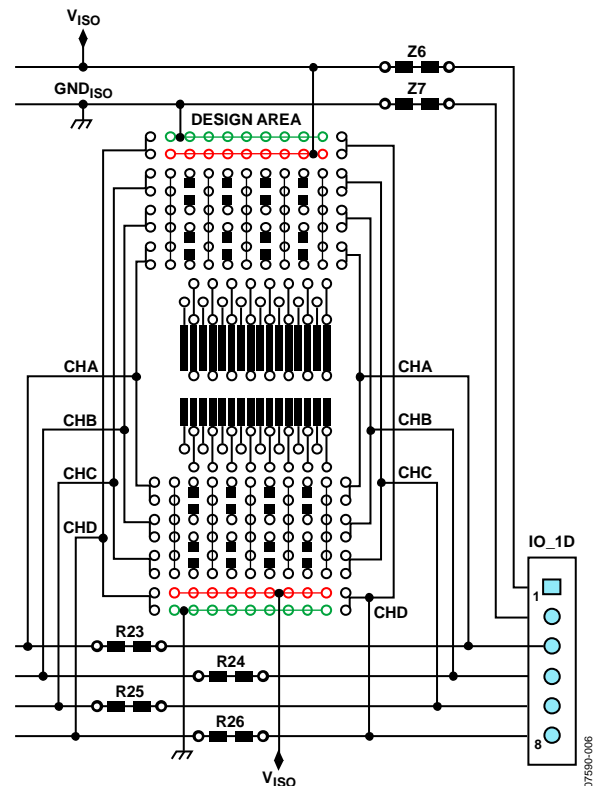 VISO
Z6
GNDISO
Z7
DESIGN AREA
CHA
CHA
CHB
CHB
CHC
CHC
CHD
IO_1D
1
CHD
R23
R24
R25
R26
8
VISO
07590-006